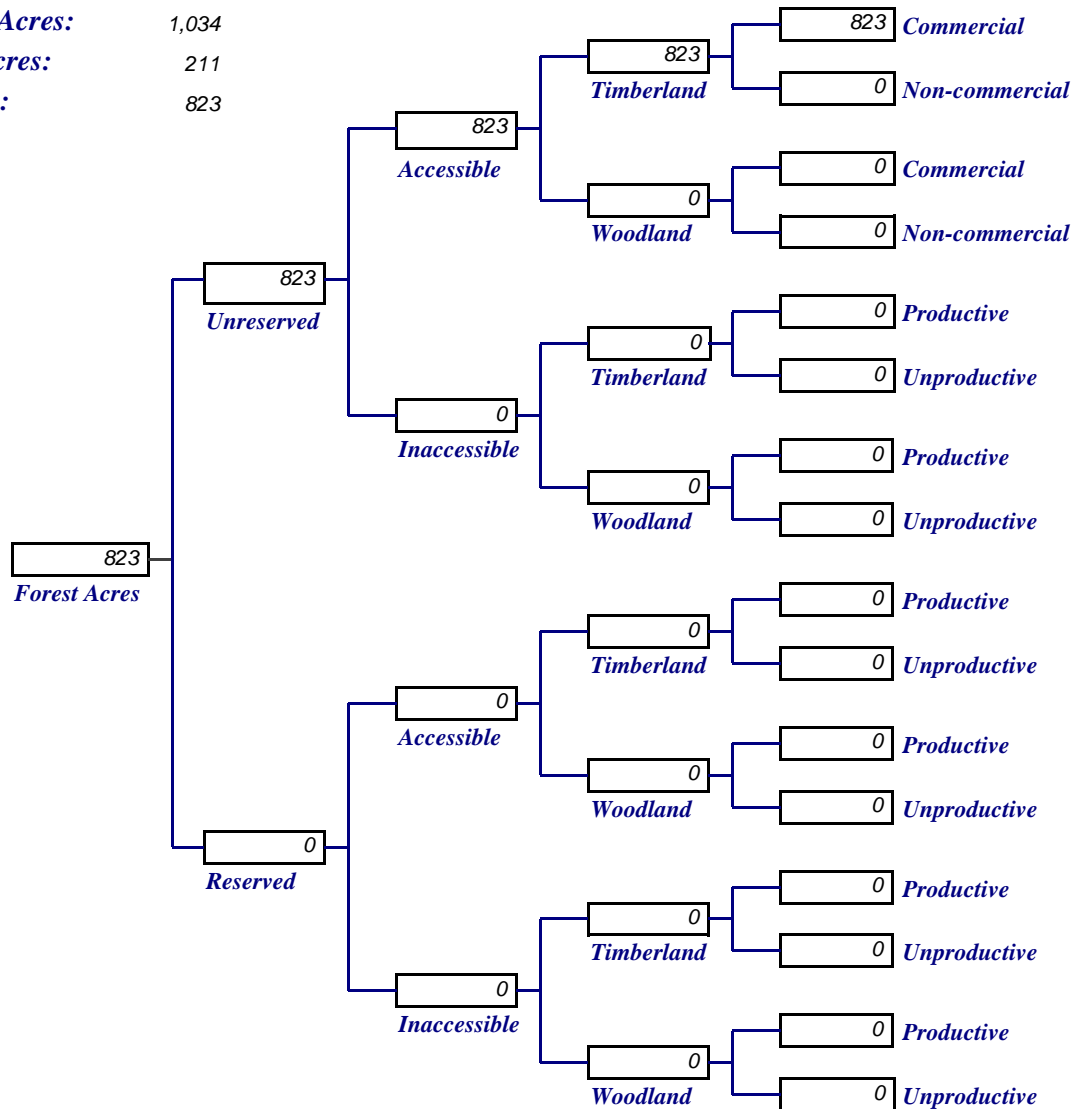 Acres: 1,034
cres: 211
: 823
823 Commercial
823
Timberland
0 Non-commercial
823
Accessible
0 Commercial
0
Woodland
0 Non-commercial
823
Unreserved
0 Productive
0
Timberland
0 Unproductive
0
Inaccessible
0 Productive
0
Woodland
0 Unproductive
823
Forest Acres
0 Productive
0
Timberland
0 Unproductive
0
Accessible
0 Productive
0
Woodland
0 Unproductive
0
Reserved
0 Productive
0
Timberland
0 Unproductive
0
Inaccessible
0 Productive
0
Woodland
0 Unproductive